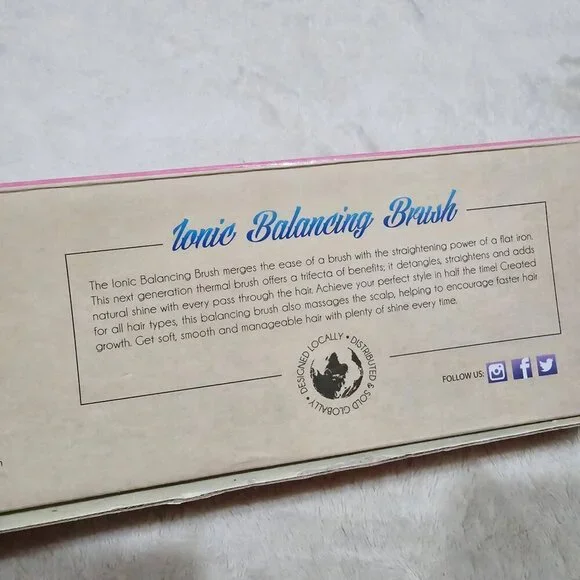 Ionic Balancing Brush
The Ionic Balancing Brush merges the ease of a brush with the straightening power of a flat iron.
This next generation thermal brush offers a trifecta of benefits; it detangles, straightens and adds
natural shine with every pass through the hair. Achieve your perfect style in half the time! Created
for all hair types, this balancing brush also massages the scalp, helping to encourage faster hair
growth. Get soft, smooth and manageable hair with plenty of shine every time.
• DESIGNED LOCALLY • DISTRIBUTED & SOLD GLOBALLY
FOLLOW US: